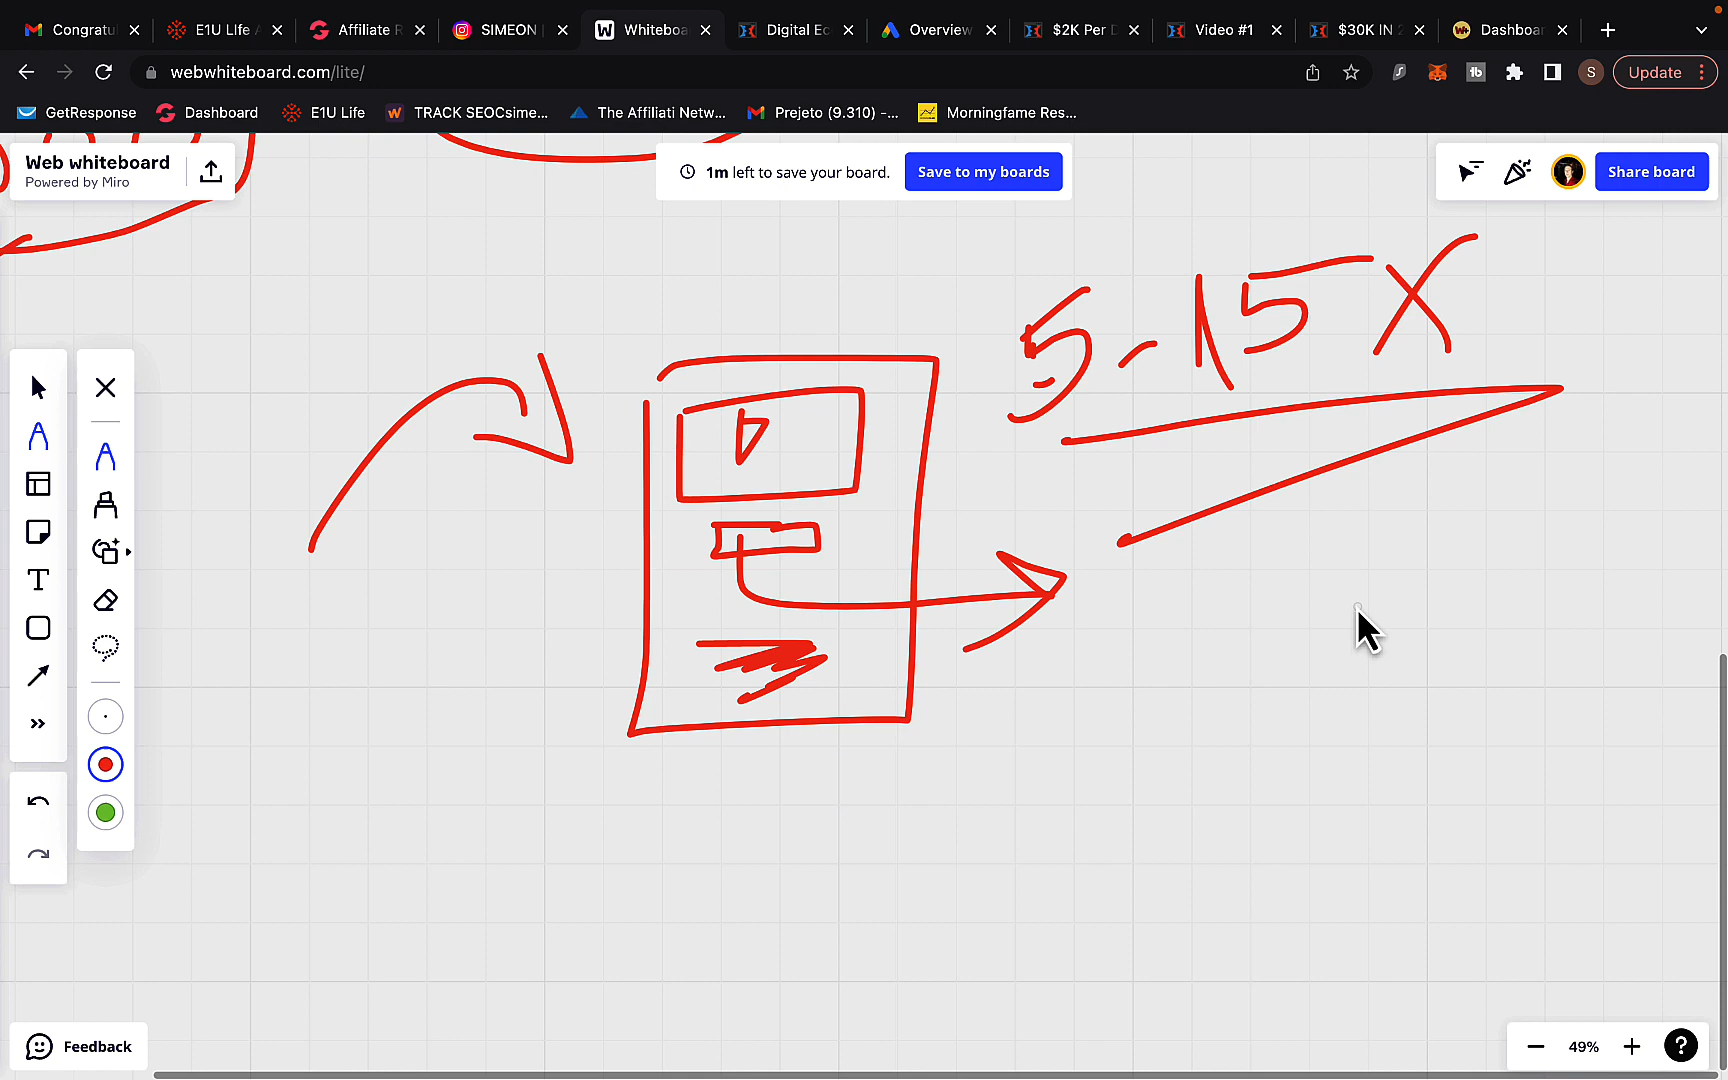 Congratul
E1U LIfe A
Affiliate R
SIMEON |
Whiteboa
Digital Ec
Overview
$2K Per D
Video #1
$30K IN 2
Dashboar
webwhiteboard.com/lite/
S
Update
GetResponse
Dashboard
E1U Life
TRACK SEOCsime...
The Affiliati Netw...
Prejeto (9.310) –...
Morningfame Res...
Web whiteboard
Powered by Miro
1m left to save your board.
Save to my boards
Share board
5-15X
T
Feedback
49%
?